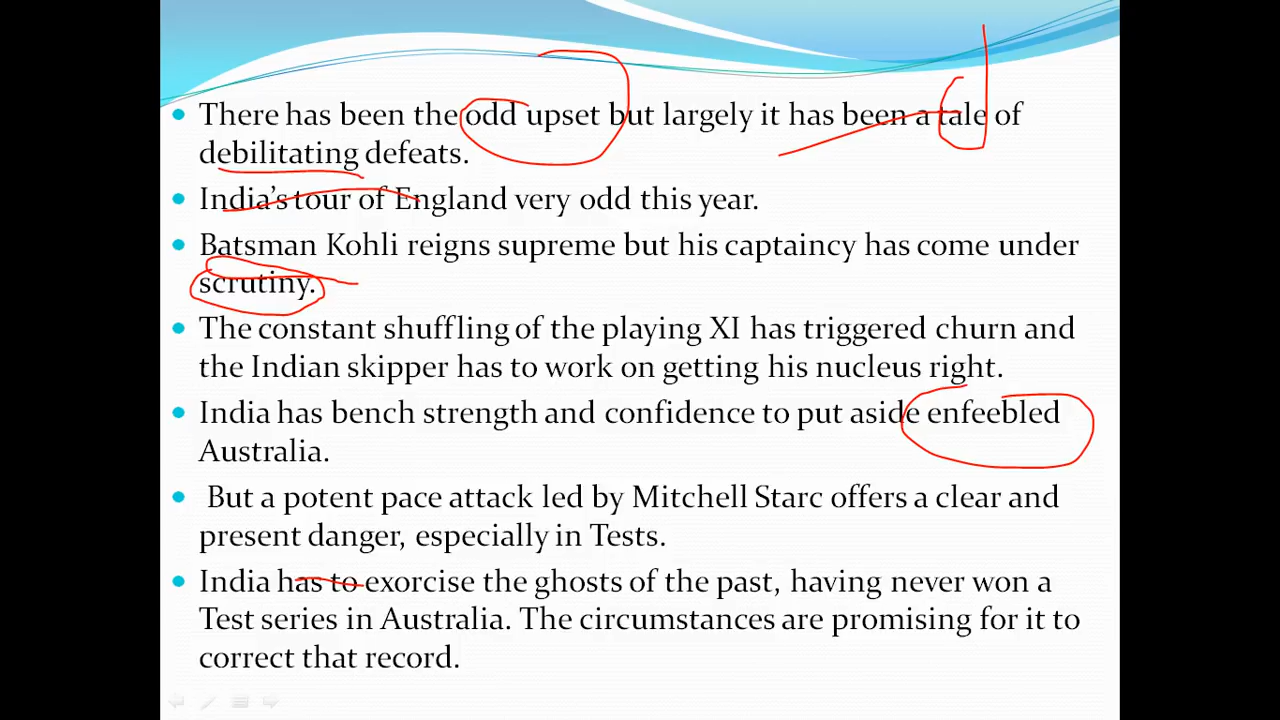 • There has been the odd upset but largely it has been a tale of
debilitating defeats.
• India's tour of England very odd this year.
• Batsman Kohli reigns supreme but his captaincy has come under
scrutiny.
• The constant shuffling of the playing XI has triggered churn and
the Indian skipper has to work on getting his nucleus right.
• India has bench strength and confidence to put aside enfeebled
Australia.
• But a potent pace attack led by Mitchell Starc offers a clear and
present danger, especially in Tests.
• India has to exorcise the ghosts of the past, having never won a
Test series in Australia. The circumstances are promising for it to
correct that record.